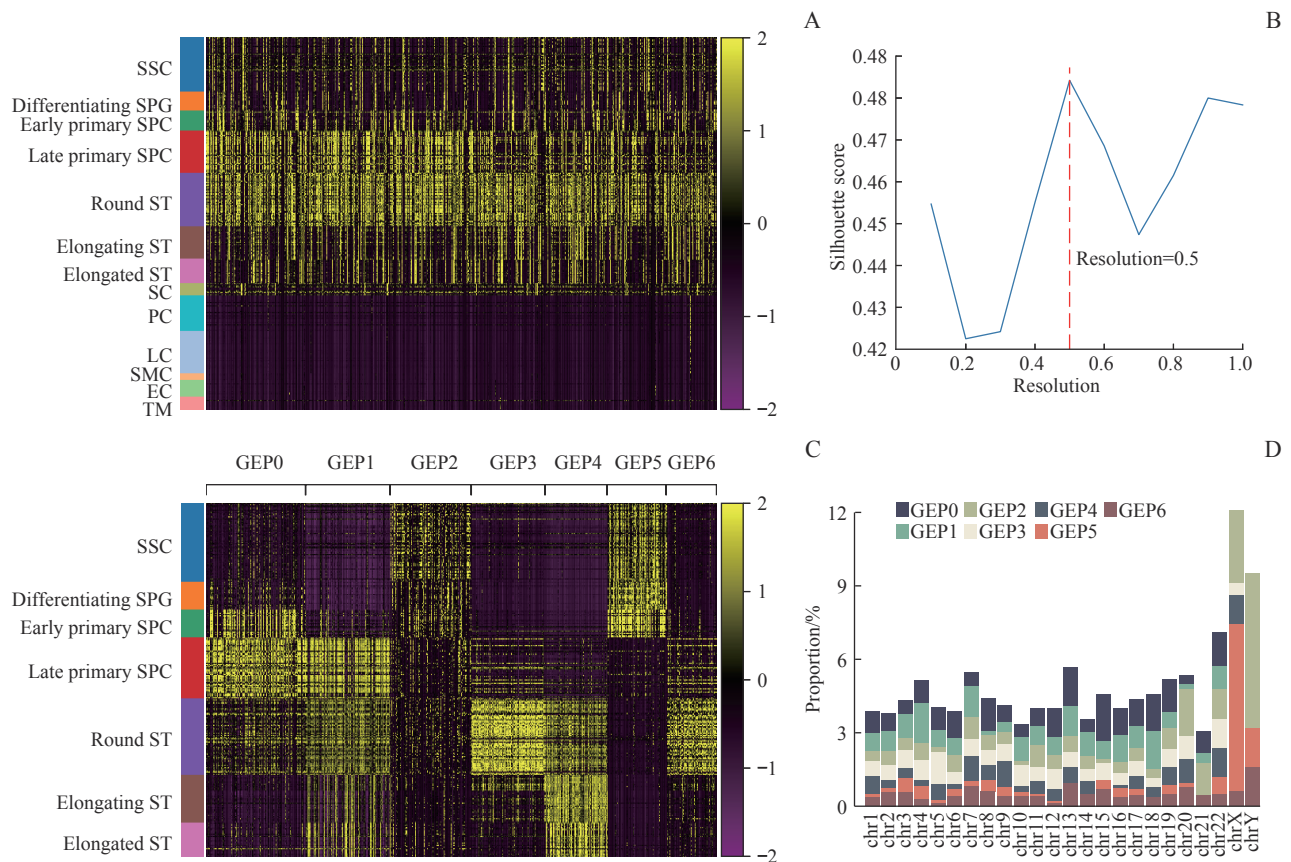 A
B
SSC
Differentiating SPG
Early primary SPC
Late primary SPC
Round ST
Elongating ST
Elongated ST
SC
PC
LC
SMC
EC
TM
2
1
0
−1
−2
Silhouette score
0.48
0.48
0.47
0.46
0.45
0.44
0.43
0.42
Resolution=0.5
0
0.2
0.4
0.6
0.8
1.0
Resolution
C
D
GEP0 GEP1 GEP2 GEP3 GEP4 GEP5 GEP6
SSC
Differentiating SPG
Early primary SPC
Late primary SPC
Round ST
Elongating ST
Elongated ST
2
1
0
−1
−2
Proportion/%
12
9
6
3
0
GEP0 GEP2 GEP4 GEP6
GEP1 GEP3 GEP5
chr1
chr2
chr3
chr4
chr5
chr6
chr7
chr8
chr9
chr10
chr11
chr12
chr13
chr14
chr15
chr16
chr17
chr18
chr19
chr20
chr21
chr22
chrX
chrY